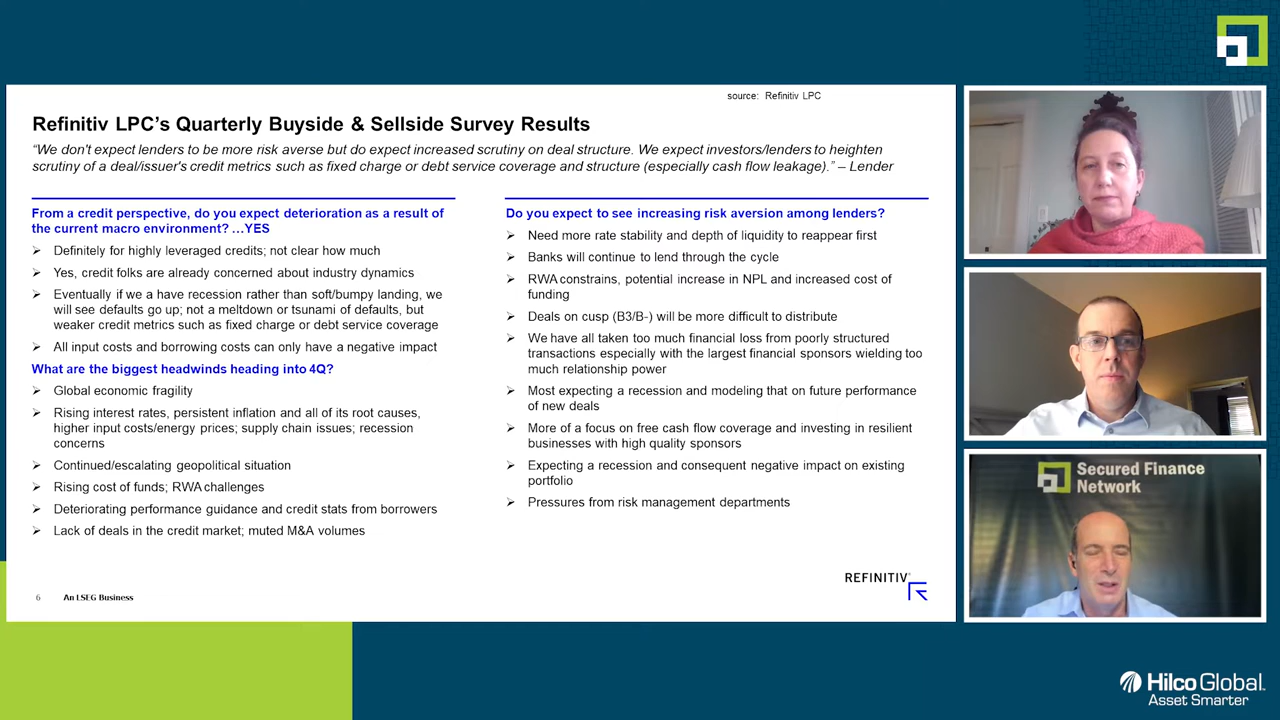 source: Refinitiv LPC
Refinitiv LPC's Quarterly Buyside & Sellside Survey Results
“We don't expect lenders to be more risk averse but do expect increased scrutiny on deal structure. We expect investors/lenders to heighten
scrutiny of a deal/issuer's credit metrics such as fixed charge or debt service coverage and structure (especially cash flow leakage).” – Lender
From a credit perspective, do you expect deterioration as a result of
the current macro environment? …YES
➢ Definitely for highly leveraged credits; not clear how much
➢ Yes, credit folks are already concerned about industry dynamics
➢ Eventually if we a have recession rather than soft/bumpy landing, we
will see defaults go up; not a meltdown or tsunami of defaults, but
weaker credit metrics such as fixed charge or debt service coverage
➢ All input costs and borrowing costs can only have a negative impact
What are the biggest headwinds heading into 4Q?
➢ Global economic fragility
➢ Rising interest rates, persistent inflation and all of its root causes,
higher input costs/energy prices; supply chain issues; recession
concerns
➢ Continued/escalating geopolitical situation
➢ Rising cost of funds; RWA challenges
➢ Deteriorating performance guidance and credit stats from borrowers
➢ Lack of deals in the credit market; muted M&A volumes
Do you expect to see increasing risk aversion among lenders?
➢ Need more rate stability and depth of liquidity to reappear first
➢ Banks will continue to lend through the cycle
➢ RWA constrains, potential increase in NPL and increased cost of
funding
➢ Deals on cusp (B3/B-) will be more difficult to distribute
➢ We have all taken too much financial loss from poorly structured
transactions especially with the largest financial sponsors wielding too
much relationship power
➢ Most expecting a recession and modeling that on future performance
of new deals
➢ More of a focus on free cash flow coverage and investing in resilient
businesses with high quality sponsors
➢ Expecting a recession and consequent negative impact on existing
portfolio
➢ Pressures from risk management departments
6 An LSEG Business
REFINITIV
Secured Finance
Network
Hilco Global
Asset Smarter